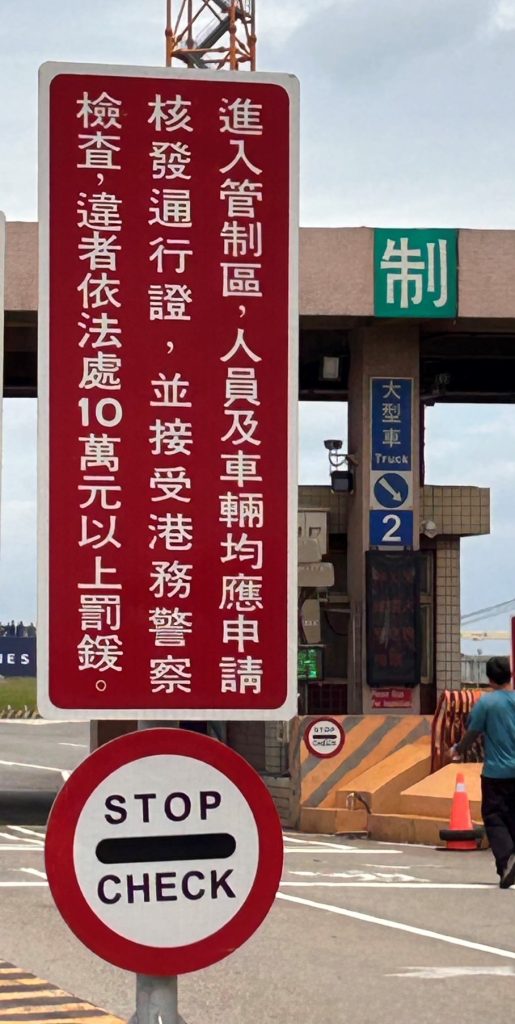 進入管制區，人員及車輛均應申請
核發通行證，並接受港務警察
檢查，違者依法處10萬元以上罰鍰。
STOP
CHECK
制
大型車
Truck
2
STOP
CHECK